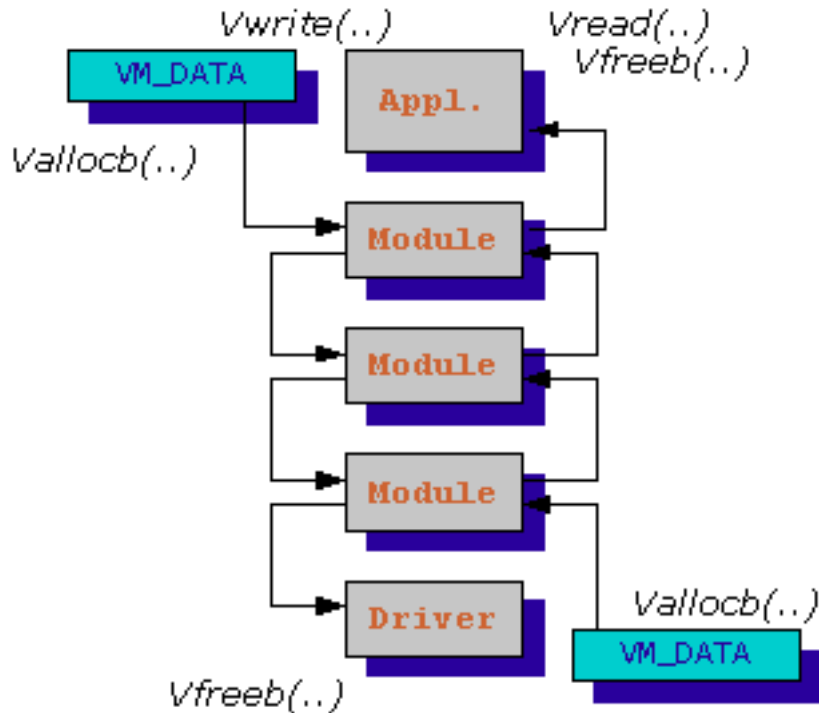 Vwrite(..)
Vread(..)
Vfreeb(..)
VM_DATA
Appl.
Vallocb(..)
Module
Module
Module
Driver
Vallocb(..)
VM_DATA
Vfreeb(..)